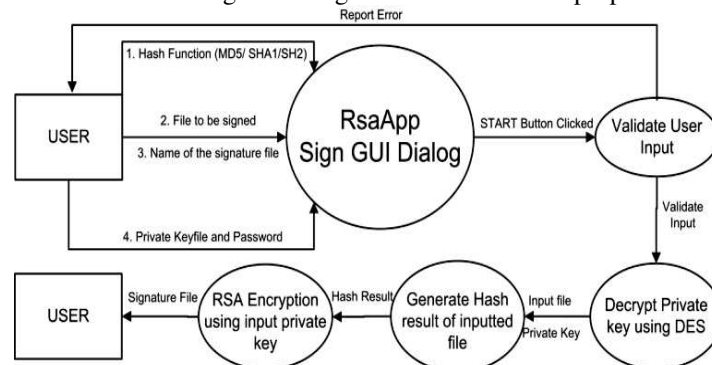 Report Error
1. Hash Function (MD5/ SHA1/SH2)
USER
2. File to be signed
3. Name of the signature file
RsaApp
Sign GUI Dialog
START Button Clicked
Validate User
Input
4. Private Keyfile and Password
Validate
Input
USER
Signature File
RSA Encryption
using input private
key
Hash Result
Generate Hash
result of inputted
file
Input file
Private Key
Decrypt Private
key using DES